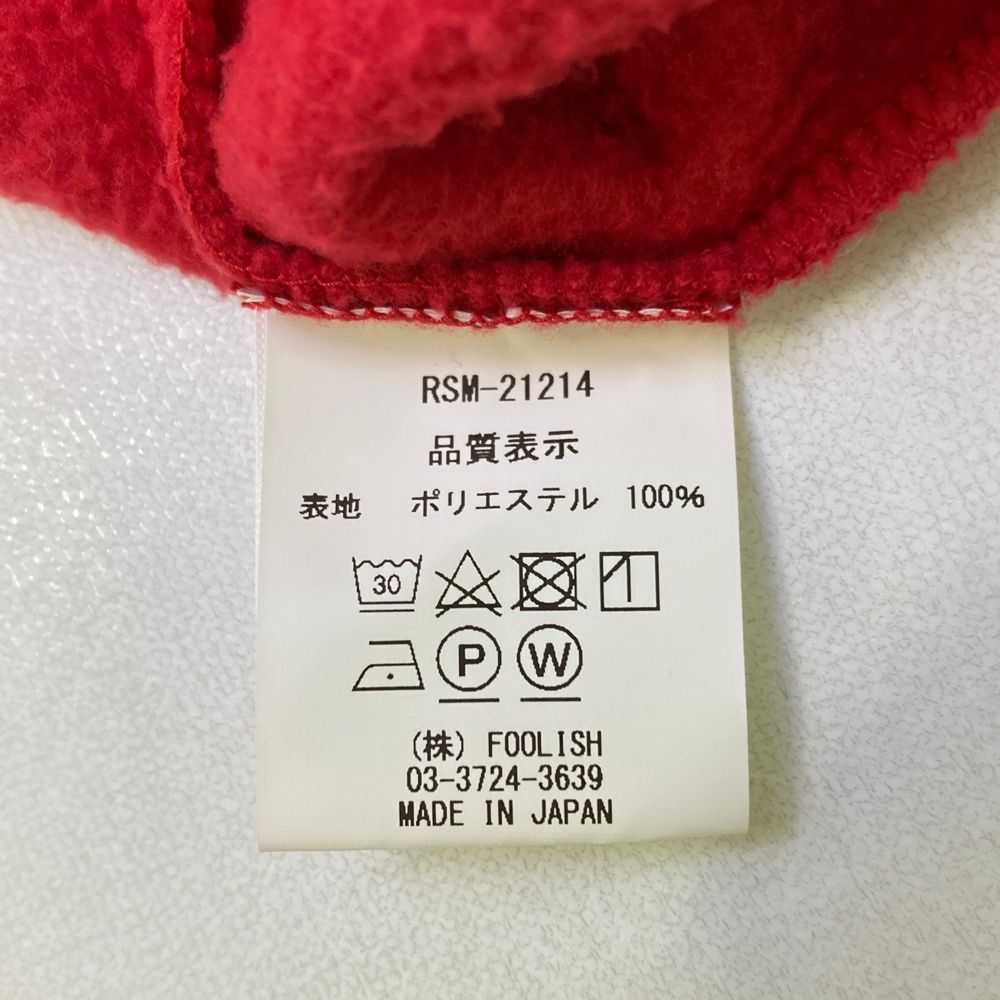 RSM-21214
品質表示
表地 ポリエステル 100%
30
P W
(株) FOOLISH
03-3724-3639
MADE IN JAPAN